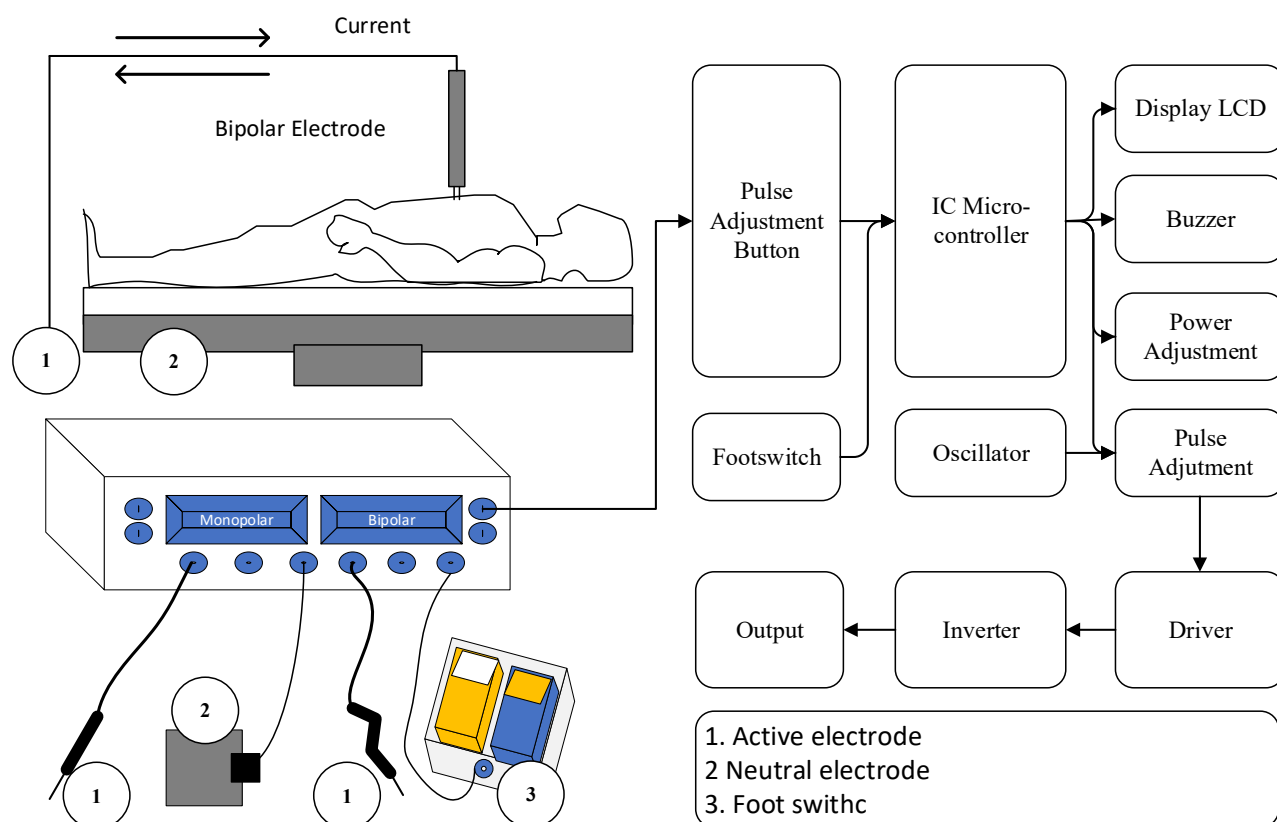 Current
Bipolar Electrode
1
2
Monopolar
Bipolar
2
1
1
3
Pulse
Adjustment
Button
IC Micro-
controller
Display LCD
Buzzer
Power
Adjustment
Footswitch
Oscillator
Pulse
Adjutment
Output
Inverter
Driver
1. Active electrode
2 Neutral electrode
3. Foot swithc